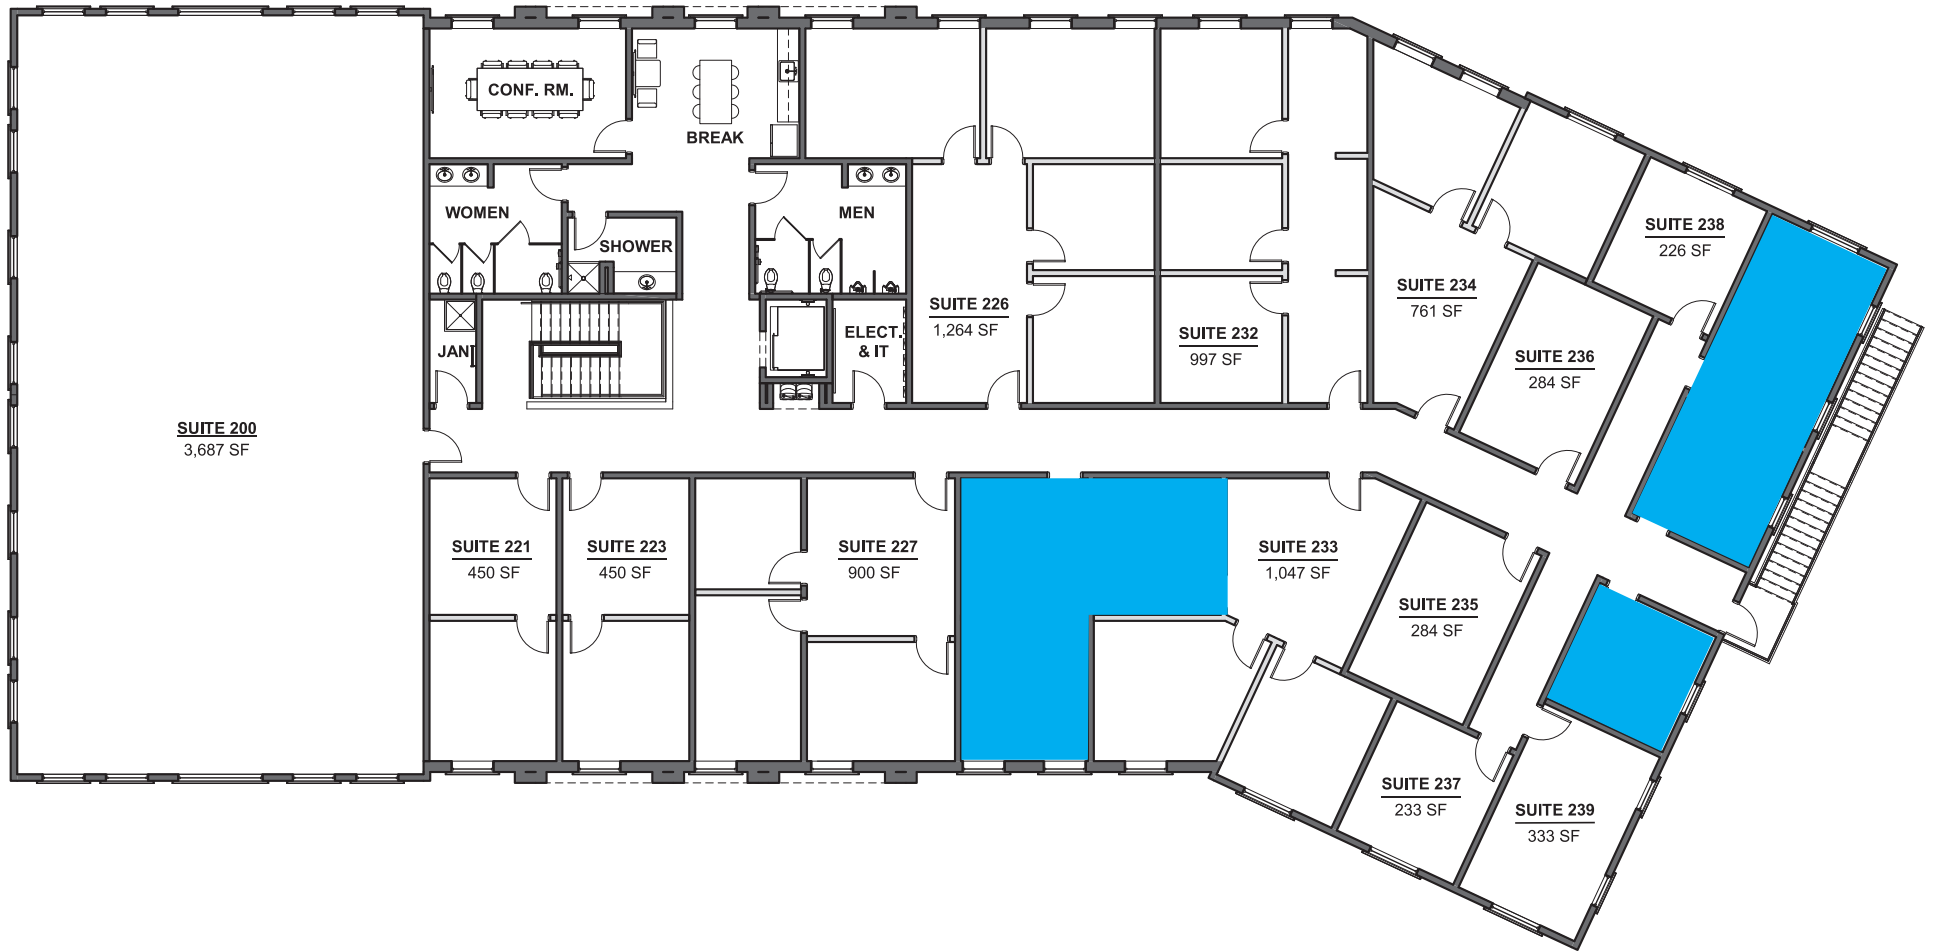 CONF. RM.
BREAK
WOMEN
MEN
SHOWER
SUITE 238
226 SF
SUITE 234
761 SF
SUITE 226
1,264 SF
SUITE 232
997 SF
ELECT.
& IT
JAN
SUITE 236
284 SF
SUITE 200
3,687 SF
SUITE 221
450 SF
SUITE 223
450 SF
SUITE 227
900 SF
SUITE 233
1,047 SF
SUITE 235
284 SF
SUITE 237
233 SF
SUITE 239
333 SF